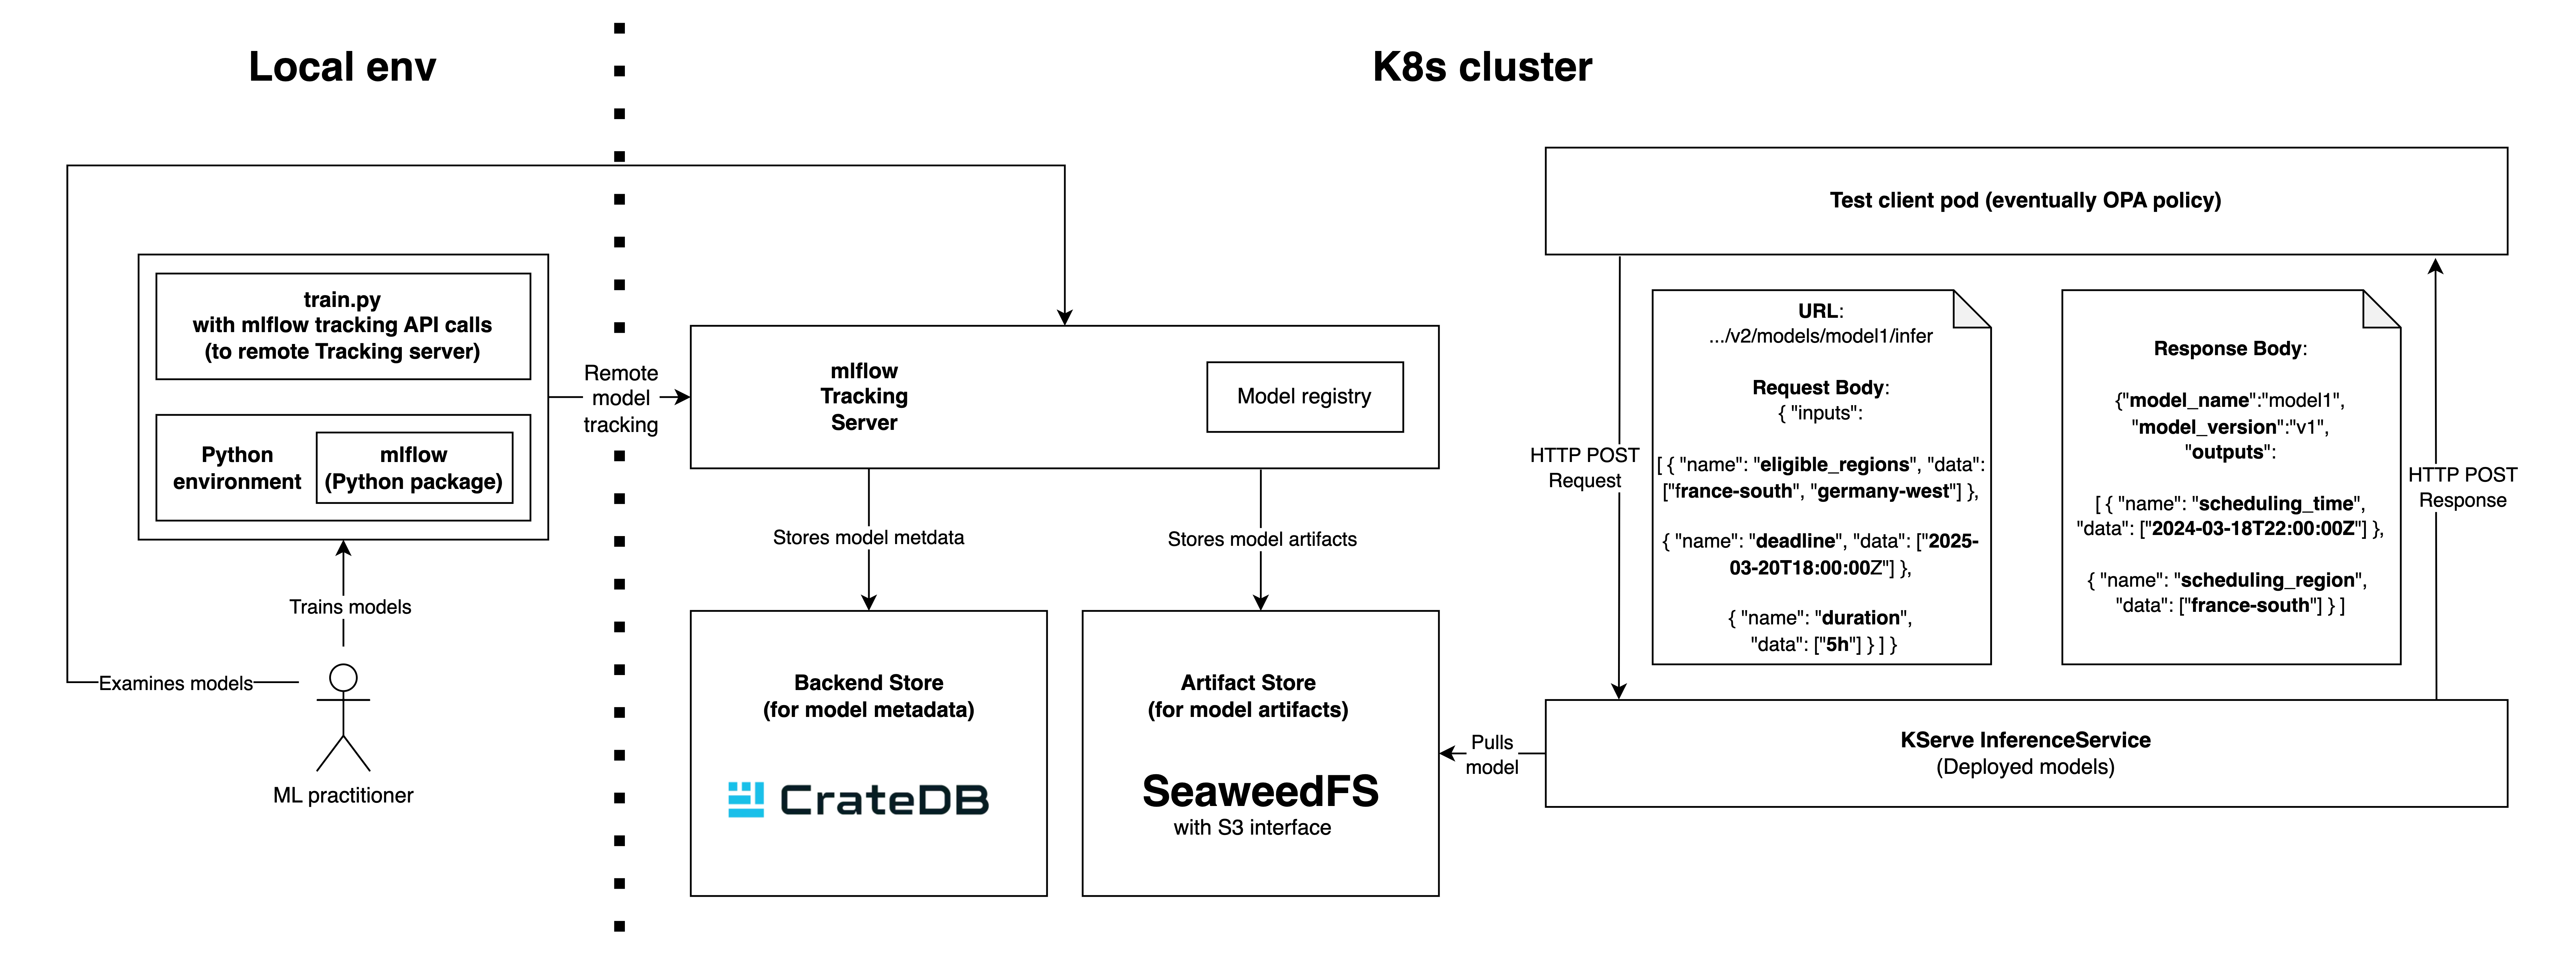 Local env
K8s cluster
Test client pod (eventually OPA policy)
train.py
with mlflow tracking API calls
(to remote Tracking server)
Python
environment
mlflow
(Python package)
Remote
model
tracking
mlflow
Tracking
Server
Model registry
Trains models
Examines models
ML practitioner
Stores model metdata
Stores model artifacts
Backend Store
(for model metadata)
CrateDB
Artifact Store
(for model artifacts)
SeaweedFS
with S3 interface
Pulls
model
HTTP POST
Request
URL:
.../v2/models/model1/infer
Request Body:
{ "inputs":
[ { "name": "eligible_regions", "data":
["france-south", "germany-west"] },
{ "name": "deadline", "data": ["2025-
03-20T18:00:00Z"] },
{ "name": "duration",
"data": ["5h"] } ] }
Response Body:
{"model_name":"model1",
"model_version":"v1",
"outputs":
[ { "name": "scheduling_time",
"data": ["2024-03-18T22:00:00Z"] },
{ "name": "scheduling_region",
"data": ["france-south"] } ]
HTTP POST
Response
KServe InferenceService
(Deployed models)